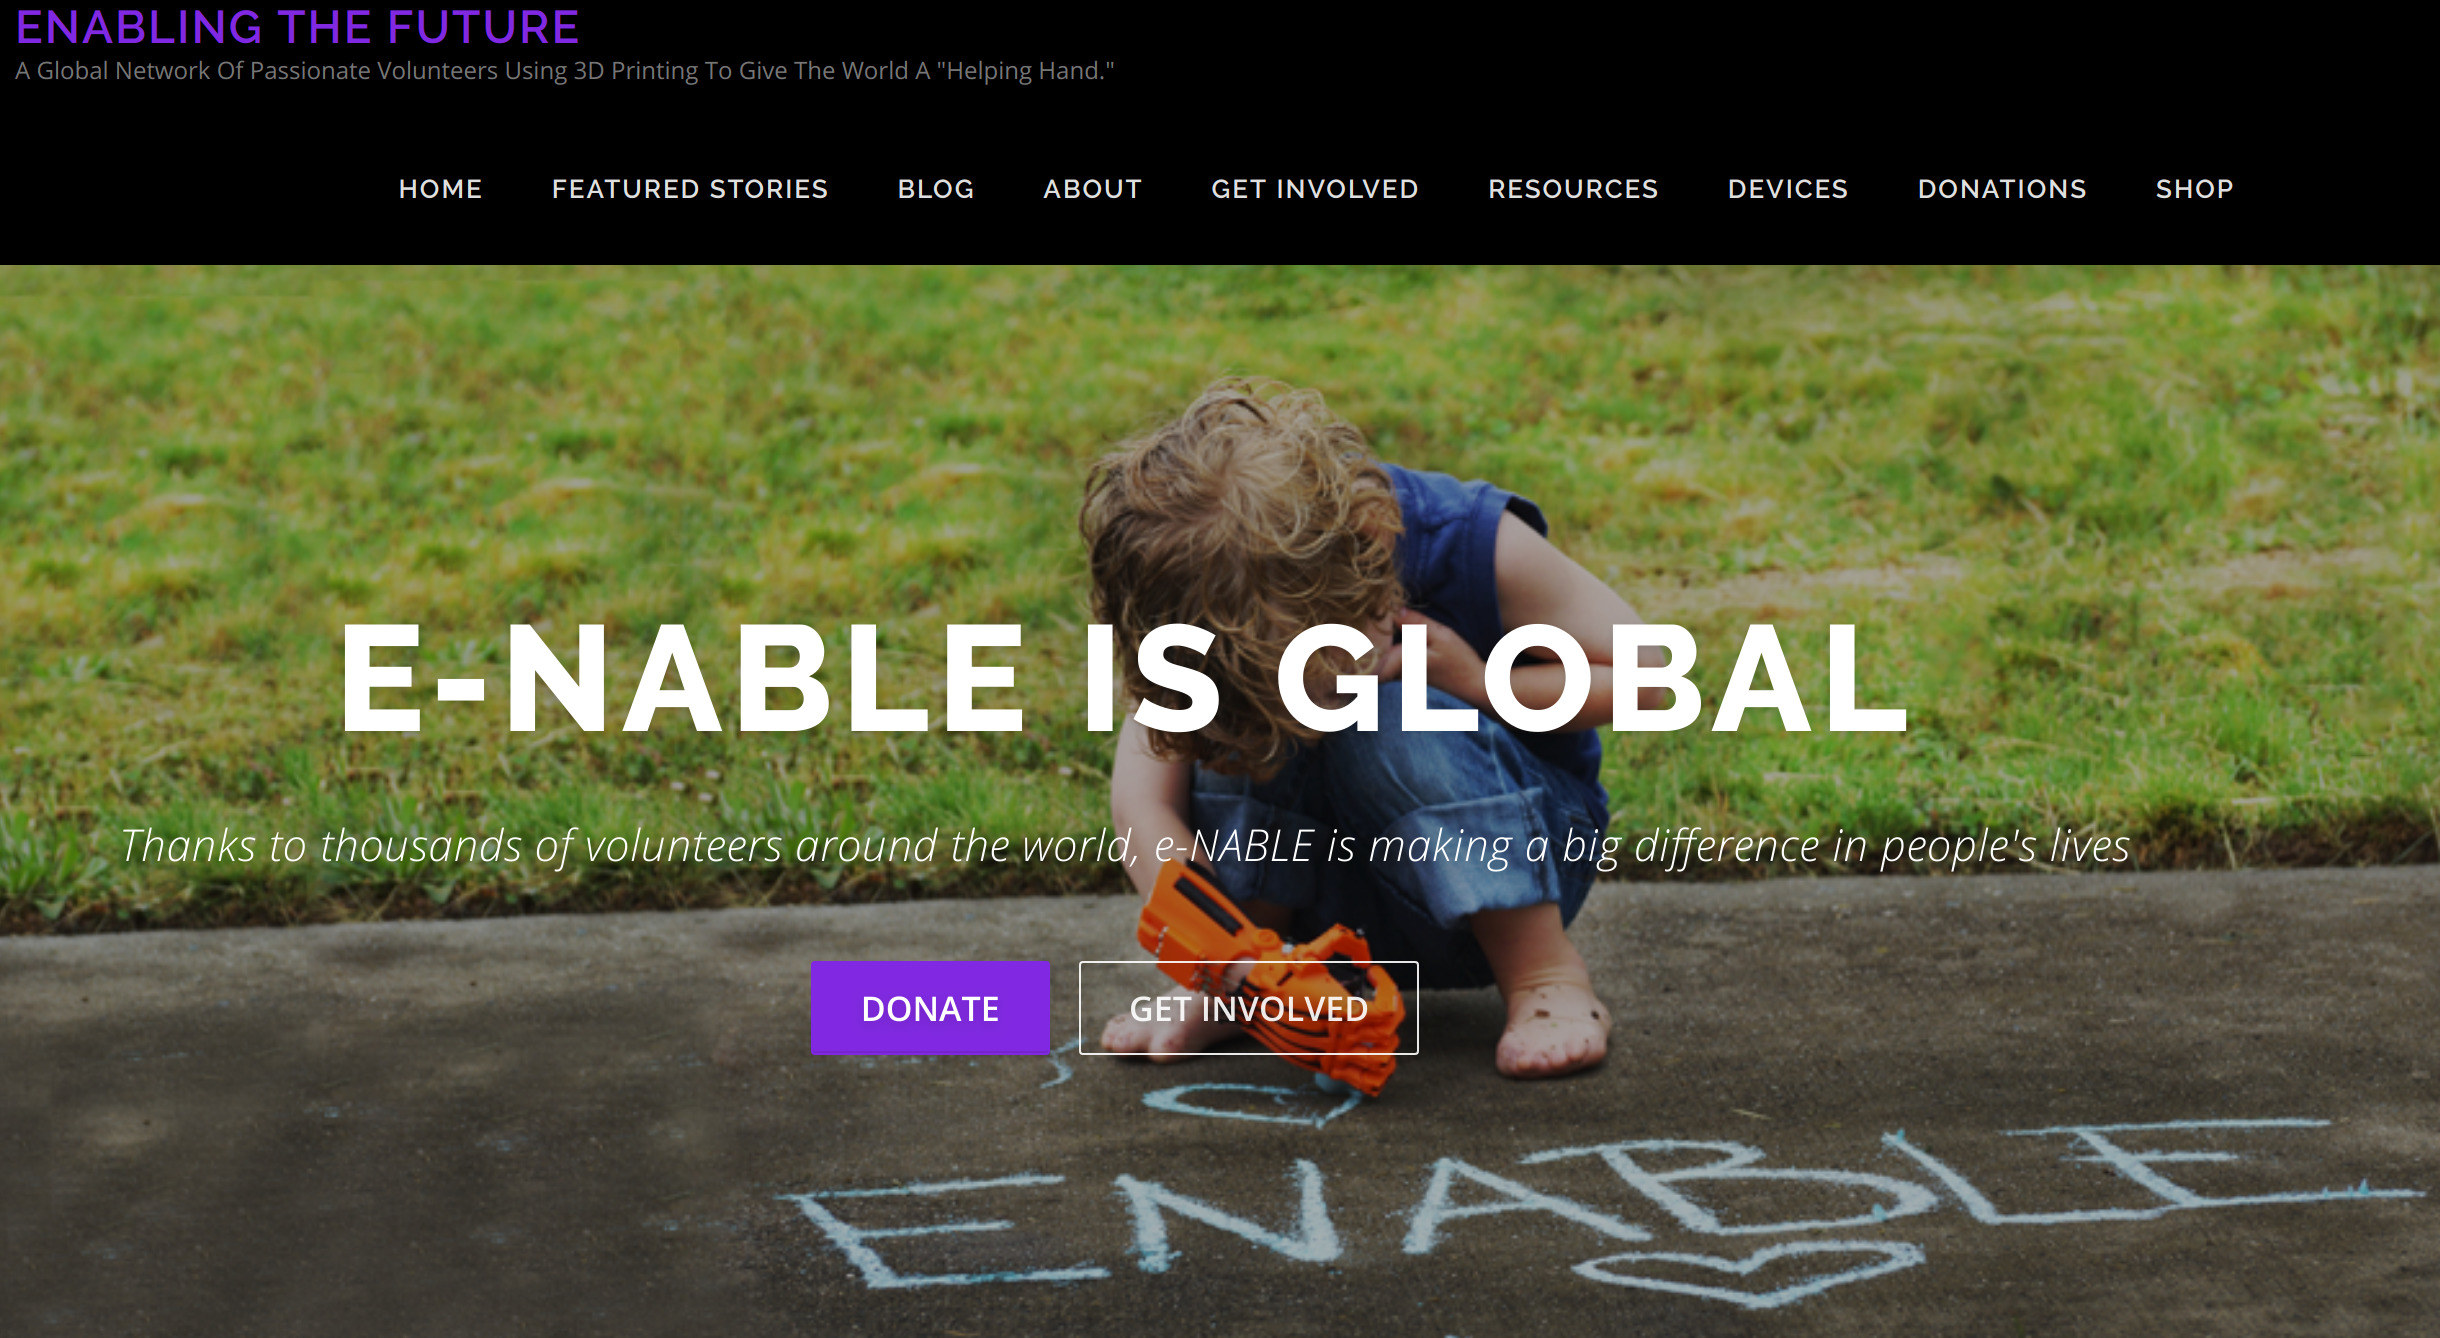 ENABLING THE FUTURE
A Global Network Of Passionate Volunteers Using 3D Printing To Give The World A "Helping Hand."
HOME FEATURED STORIES BLOG ABOUT GET INVOLVED RESOURCES DEVICES DONATIONS SHOP
E-NABLE IS GLOBAL
Thanks to thousands of volunteers around the world, e-NABLE is making a big difference in people's lives
DONATE GET INVOLVED
ENABLE